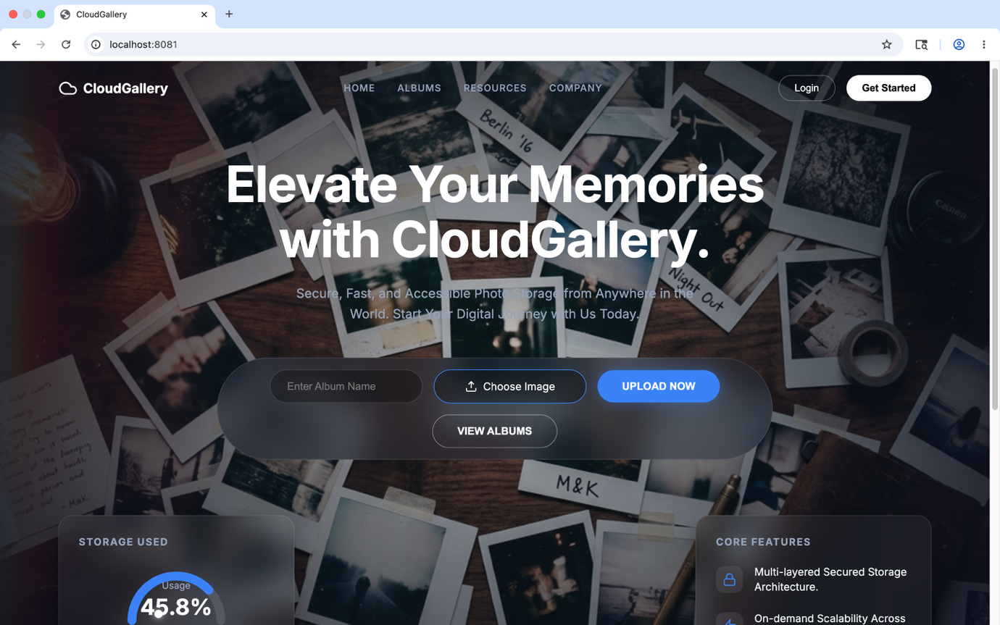 CloudGallery
localhost:8081
CloudGallery
HOME ALBUMS RESOURCES COMPANY
Login
Get Started
Berlin '16
Canon
Elevate Your Memories
with CloudGallery.
Night Out
Secure, Fast, and Accessible Photo Storage from Anywhere in the
World. Start Your Digital Journey with Us Today.
Enter Album Name
Choose Image
UPLOAD NOW
VIEW ALBUMS
M&K
STORAGE USED
Usage
45.8%
CORE FEATURES
Multi-layered Secured Storage
Architecture.
On-demand Scalability Across